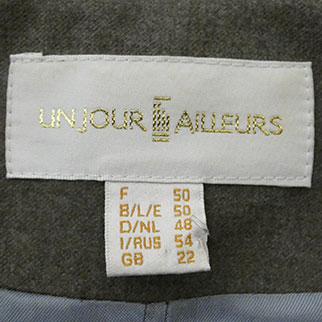 UN JOUR AILLEURS
F 50
B/L/E 50
D/NL 48
I/RUS 54
GB 22